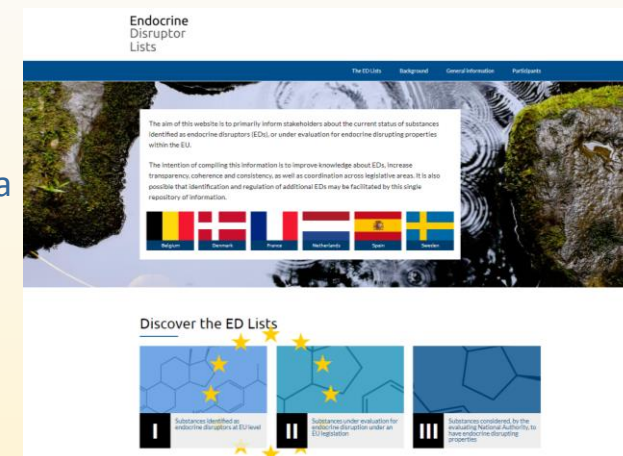 Endocrine
Disruptor
Lists
The ED Lists Background General Information Participants
a
The aim of this website is to primarily inform stakeholders about the current status of substances
identified as endocrine disruptors (EDs), or under evaluation for endocrine disrupting properties
within the EU.
The intention of compiling this information is to improve knowledge about EDs, increase
transparency, coherence and consistency, as well as coordination across legislative areas. It is also
possible that identification and regulation of additional EDs may be facilitated by this single
repository of information.
Belgium Denmark France Netherlands Spain Sweden
Discover the ED Lists
I
Substances identified as
endocrine disruptors at EU level
II
Substances under evaluation for
endocrine disruption under an
EU legislation
III
Substances considered, by the
evaluating National Authority, to
have endocrine disrupting
properties